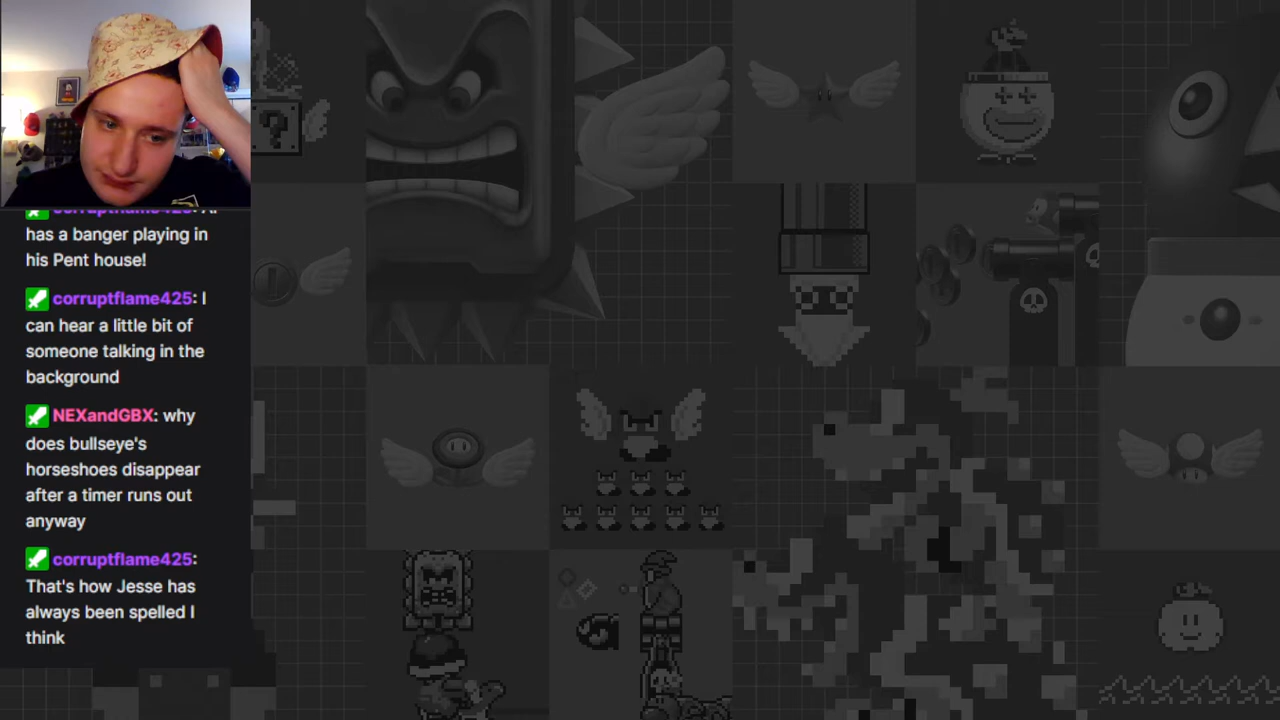 corruptflame425:
has a banger playing in
his Pent house!
corruptflame425: I
can hear a little bit of
someone talking in the
background
NEXandGBX: why
does bullseye's
horseshoes disappear
after a timer runs out
anyway
corruptflame425:
That's how Jesse has
always been spelled I
think
?